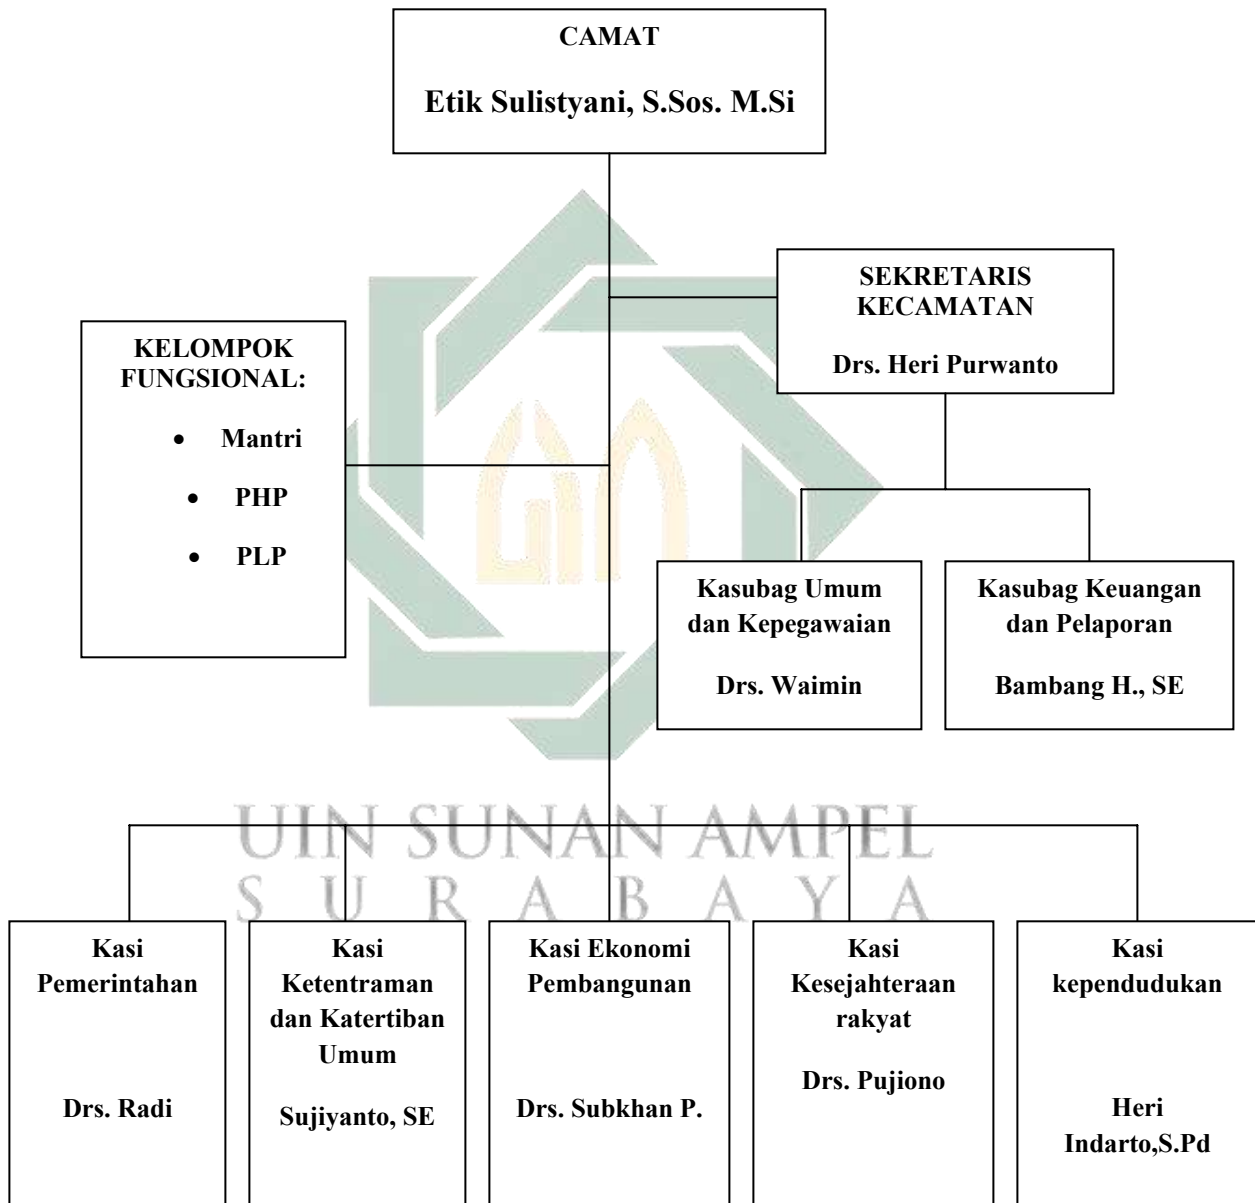 CAMAT
Etik Sulistyani, S.Sos. M.Si
SEKRETARIS
KECAMATAN
Drs. Heri Purwanto
KELOMPOK
FUNGSIONAL:
• Mantri
• PHP
• PLP
Kasubag Umum
dan Kepegawaian
Drs. Waimin
Kasubag Keuangan
dan Pelaporan
Bambang H., SE
UIN SUNAN AMPEL
SURABAYA
Kasi
Pemerintahan
Drs. Radi
Kasi
Ketentraman
dan Katertiban
Umum
Sujiyanto, SE
Kasi Ekonomi
Pembangunan
Drs. Subkhan P.
Kasi
Kesejahteraan
rakyat
Drs. Pujiono
Kasi
kependudukan
Heri
Indarto,S.Pd